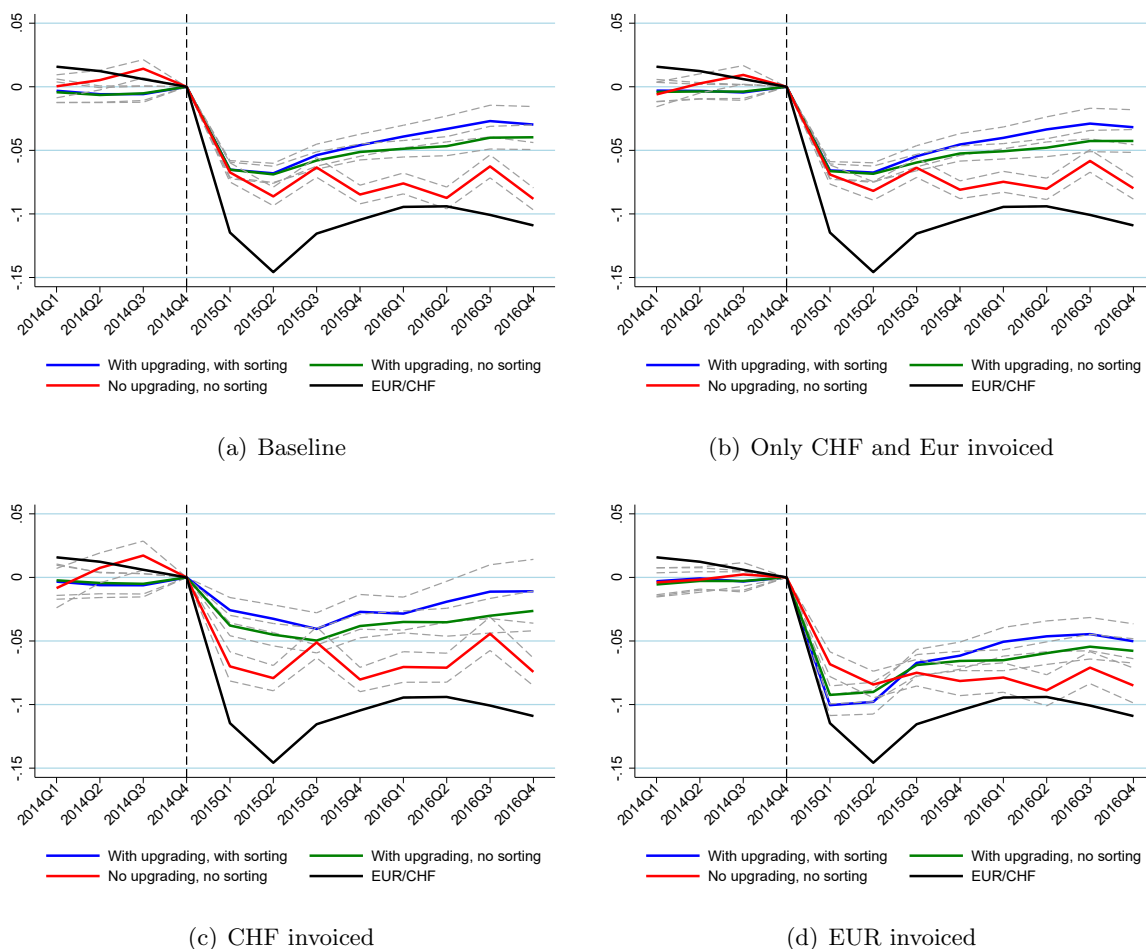 .05
0
-.05
-.1
-.15
2014Q1 2014Q2 2014Q3 2014Q4 2015Q1 2015Q2 2015Q3 2015Q4 2016Q1 2016Q2 2016Q3 2016Q4
With upgrading, with sorting With upgrading, no sorting
No upgrading, no sorting EUR/CHF
(a) Baseline
.05
0
-.05
-.1
-.15
2014Q1 2014Q2 2014Q3 2014Q4 2015Q1 2015Q2 2015Q3 2015Q4 2016Q1 2016Q2 2016Q3 2016Q4
With upgrading, with sorting With upgrading, no sorting
No upgrading, no sorting EUR/CHF
(b) Only CHF and Eur invoiced
.05
0
-.05
-.1
-.15
2014Q1 2014Q2 2014Q3 2014Q4 2015Q1 2015Q2 2015Q3 2015Q4 2016Q1 2016Q2 2016Q3 2016Q4
With upgrading, with sorting With upgrading, no sorting
No upgrading, no sorting EUR/CHF
(c) CHF invoiced
.05
0
-.05
-.1
-.15
2014Q1 2014Q2 2014Q3 2014Q4 2015Q1 2015Q2 2015Q3 2015Q4 2016Q1 2016Q2 2016Q3 2016Q4
With upgrading, with sorting With upgrading, no sorting
No upgrading, no sorting EUR/CHF
(d) EUR invoiced